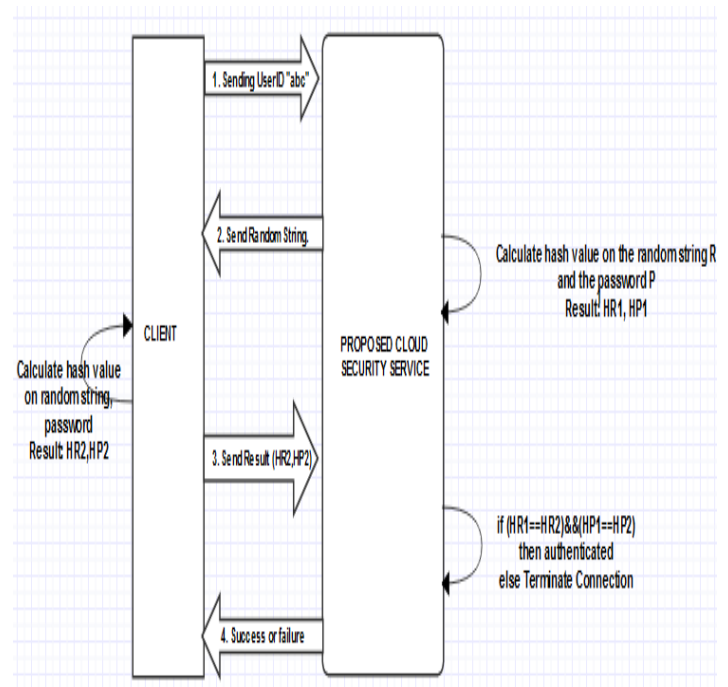 1. Sending UserID "abc"
2. Send Random String.
Calculate hash value on the random string R
and the password P
Result: HR1, HP1
CLIENT
PROPOSED CLOUD
SECURITY SERVICE
Calculate hash value
on random string,
password
Result: HR2,HP2
3. Send Result (HR2,HP2)
if (HR1==HR2)&&(HP1==HP2)
then authenticated
else Terminate Connection
4. Success or failure